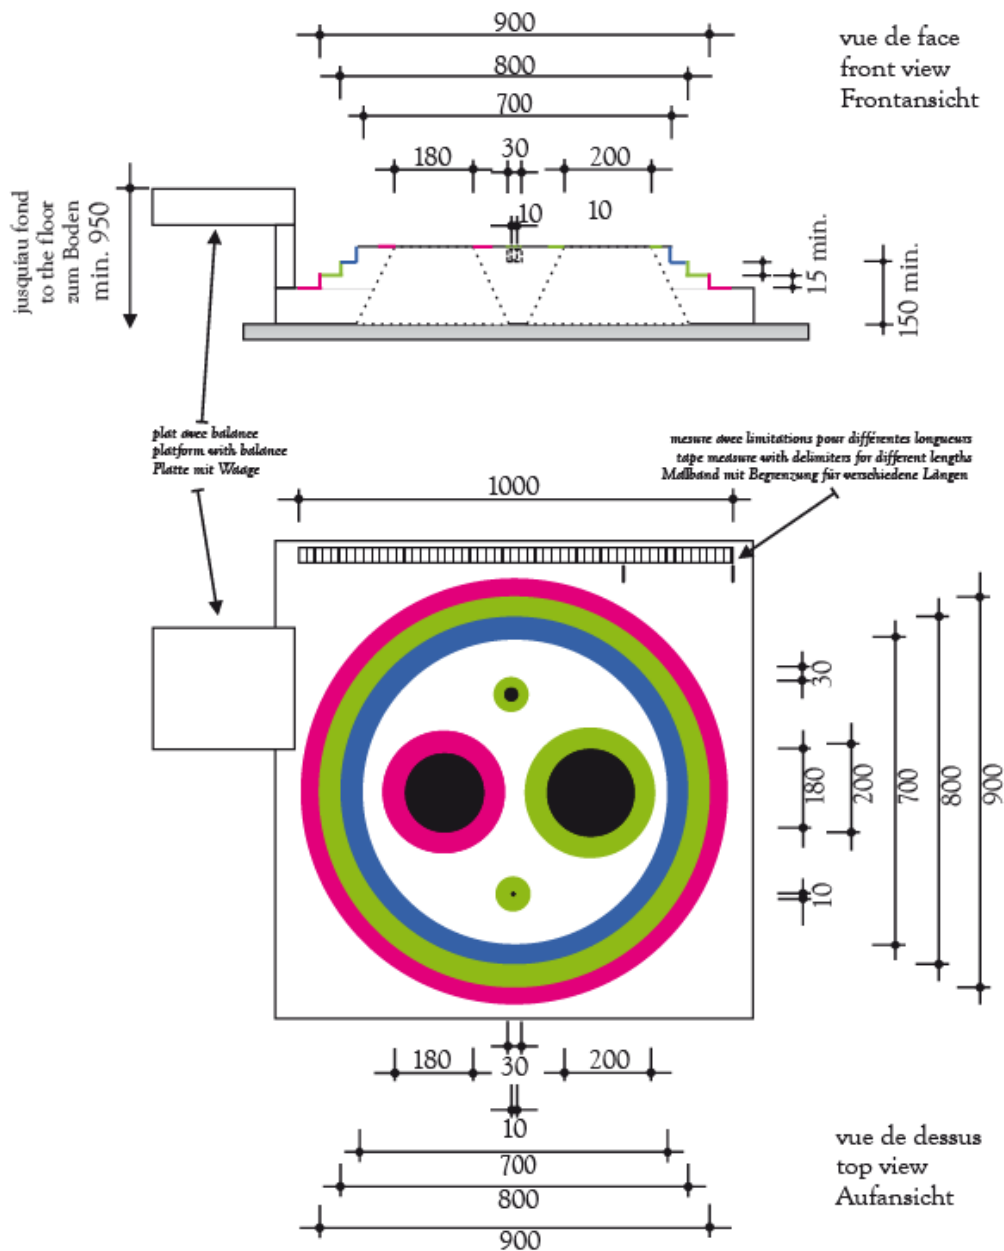 900
vue de face
front view
Frontansicht
800
700
180
30
200
10
10
jusquiau fond
to the floor
zum Boden
min. 950
15 min.
150 min.
plat avec balance
platform with balance
Platte mit Waage
mesure avec limitations pour différentes longueurs
tape measure with delimiters for different lengths
Maßband mit Begrenzung für verschiedene Längen
1000
30
180
200
700
800
900
10
180
30
200
10
700
800
900
vue de dessus
top view
Aufansicht